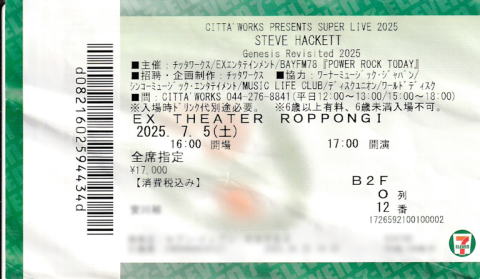 CITTA' WORKS PRESENTS SUPER LIVE 2025
STEVE HACKETT
Genesis Revisited 2025
■主催：チッタワークス/EXエンタテインメント/BAYFM78『POWER ROCK TODAY』
■招聘・企画制作：チッタワークス ■協力：ワーナーミュージック・ジャパン/
シンコーミュージック・エンタテイメント/MUSIC LIFE CLUB/ディスクユニオン/ワールドディスク
■問：CITTA'WORKS 044-276-8841(平日12:00～13:00/15:00～18:00)
※入場時ドリンク代別途必要。 ※6歳以上有料、6歳未満入場不可。
EX THEATER ROPPONGI
2025. 7. 5(土)
16:00 開場 17:00 開演
全席指定
¥17,000
【消費税込み】
B2F
O 列
12 番
1726592100100002
d0821602594434d
7 ELEVEN